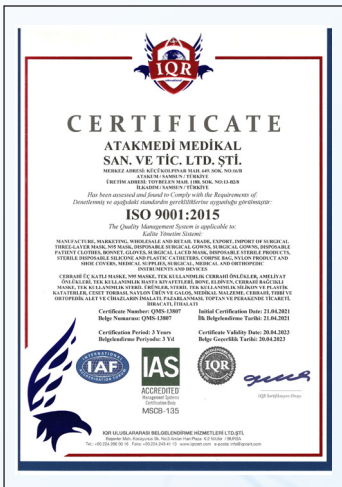 IQR
CERTIFICATE
ATAKMEDİ MEDİKAL
SAN. VE TİC. LTD. ŞTİ.
MERKEZ ADRESİ: KÜÇÜKOLPINAR MAH. 649. SOK. NO:16/B
ATAKUM / SAMSUN / TÜRKİYE
ÜRETİM ADRESİ: TOYBELEN MAH. 1180. SOK. NO:13-B2/8
İLKADIM / SAMSUN / TÜRKİYE
Has been assessed and found to Comply with the Requirements of:
Denetlenmiş ve aşağıdaki standardın gerekliliklerine uygunluğu görülmüştür:
ISO 9001:2015
The Quality Management System is applicable to:
Kalite Yönetim Sistemi:
MANUFACTURE, MARKETING, WHOLESALE AND RETAIL TRADE, EXPORT, IMPORT OF SURGICAL
THREE-LAYER MASK, N95 MASK, DISPOSABLE SURGICAL GOWNS, SURGICAL GOWNS, DISPOSABLE
PATIENT CLOTHES, BONNET, GLOVES, SURGICAL LACED MASK, DISPOSABLE STERILE PRODUCTS,
STERILE DISPOSABLE SILICONE AND PLASTIC CATHETERS, CORPSE BAG, NYLON PRODUCT AND
SHOE COVERS, MEDICAL SUPPLIES, SURGICAL, MEDICAL AND ORTHOPEDIC
INSTRUMENTS AND DEVICES
CERRAHİ ÜÇ KATLI MASKE, N95 MASKE, TEK KULLANIMLIK CERRAHİ ÖNLÜKLER, AMELİYAT
ÖNLÜKLERİ, TEK KULLANIMLIK HASTA KIYAFETLERİ, BONE, ELDİVEN, CERRAHİ BAĞCIKLI
MASKE, TEK KULLANIMLIK STERİL ÜRÜNLER, STERİL TEK KULLANIMLIK SİLİKON VE PLASTİK
KATATERLER, CESET TORBASI, NAYLON ÜRÜN VE GALOŞ, MEDİKAL MALZEME, CERRAHİ, TIBBİ VE
ORTOPEDİK ALET VE CİHAZLARIN İMALATI, PAZARLANMASI, TOPTAN VE PERAKENDE TİCARETİ,
İHRACATI, İTHALATI
Certificate Number: QMS-13807 Initial Certification Date: 21.04.2021
Belge Numarası: QMS-13807 İlk Belgelendirme Tarihi: 21.04.2021
Certification Period: 3 Years Certificate Validity Date: 20.04.2023
Belgelendirme Periyodu: 3 Yıl Belge Geçerlilik Tarihi: 20.04.2023
INTERNATIONAL
IAF
IAS
IQR
ACCREDITED
Management Systems
Certification Body
MSCB-135
IQR ULUSLARARASI BELGELENDİRME HİZMETLERİ LTD.ŞTİ.